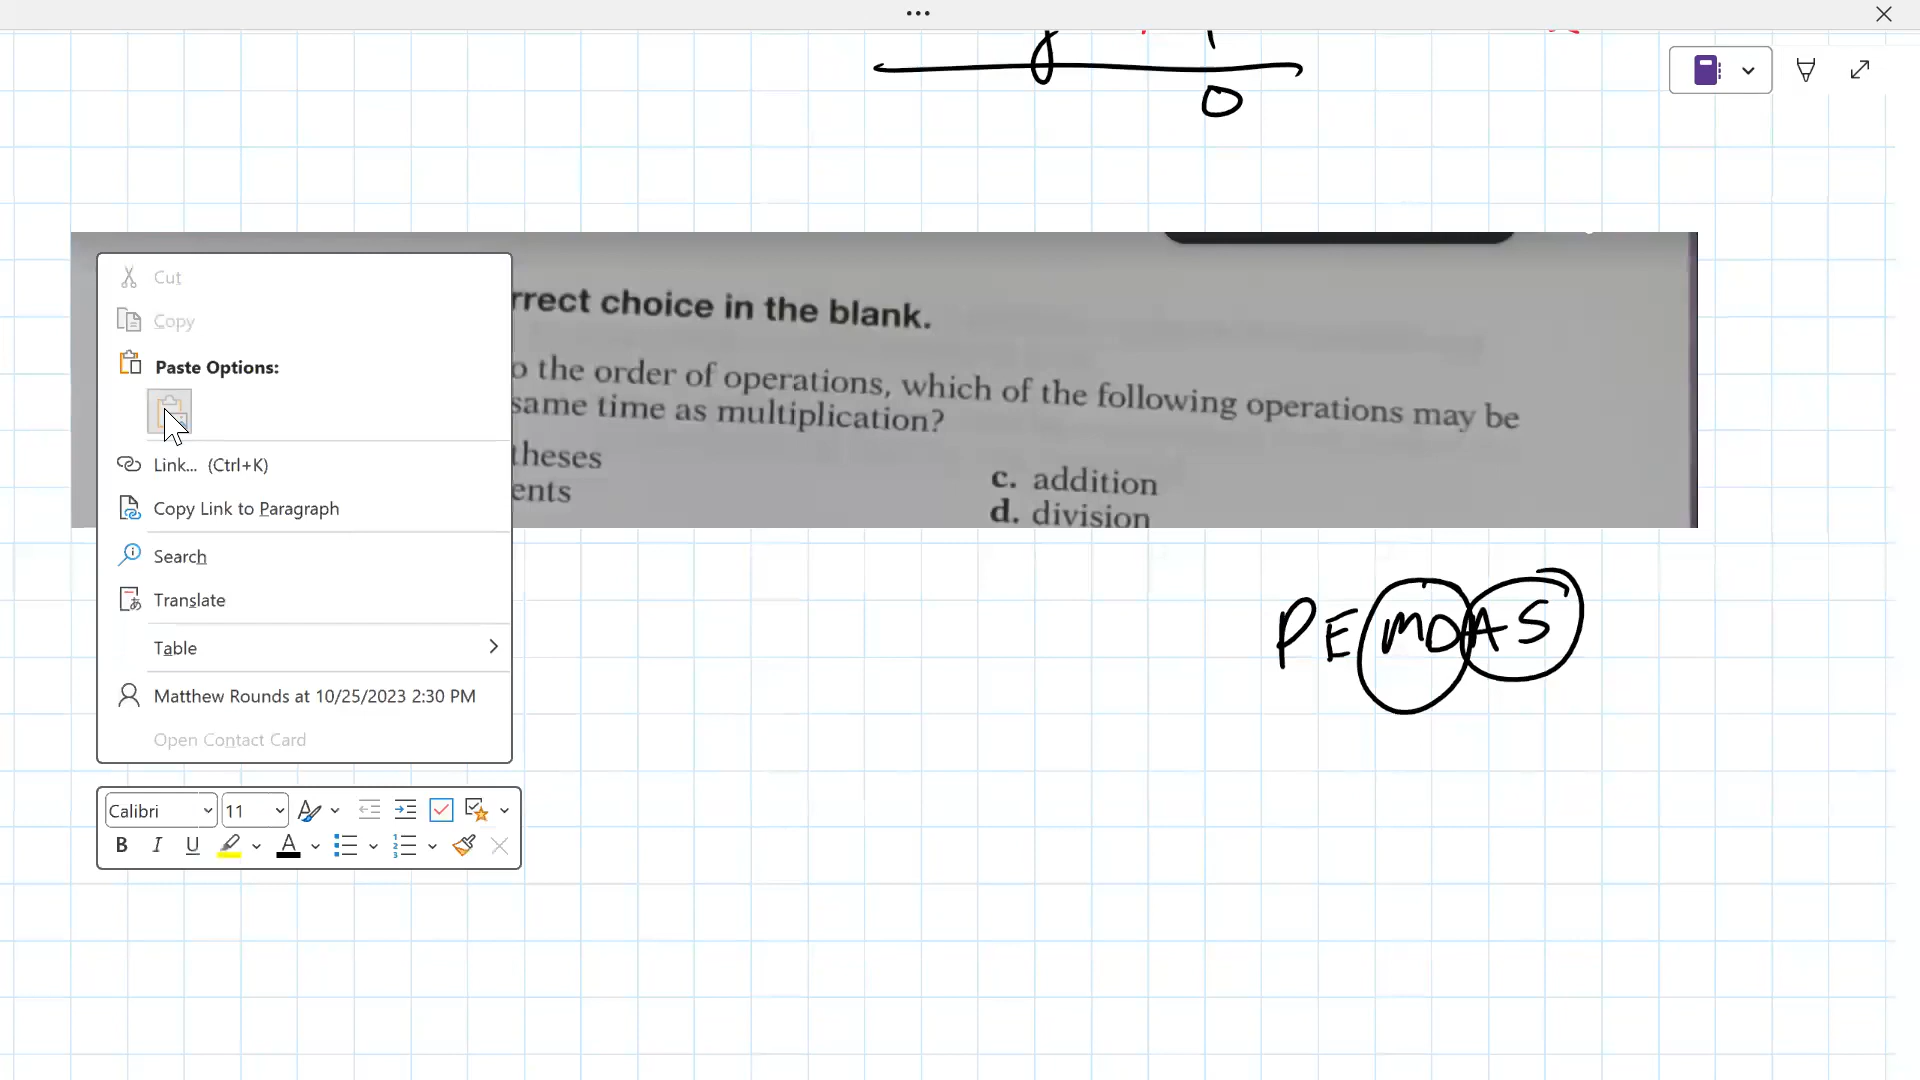 0
Cut
Copy
Paste Options:
Link... (Ctrl+K)
Copy Link to Paragraph
Search
Translate
Table
Matthew Rounds at 10/25/2023 2:30 PM
Open Contact Card
Calibri 11
B I U A
rrect choice in the blank.
o the order of operations, which of the following operations may be
same time as multiplication?
theses
ents
c. addition
d. division
PEMDAS